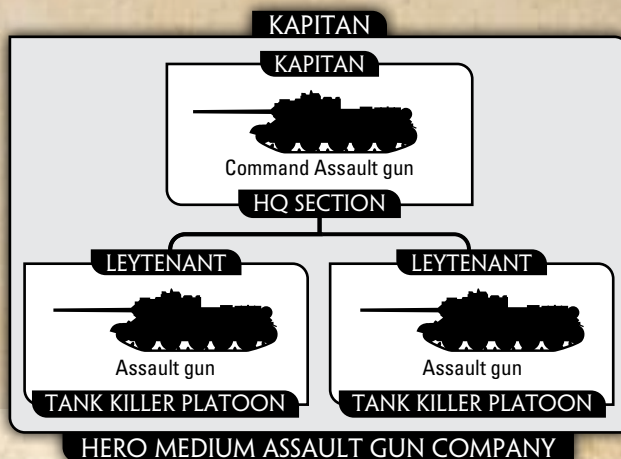 KAPITAN
KAPITAN
Command Assault gun
HQ SECTION
LEYTENANT
Assault gun
TANK KILLER PLATOON
LEYTENANT
Assault gun
TANK KILLER PLATOON
HERO MEDIUM ASSAULT GUN COMPANY